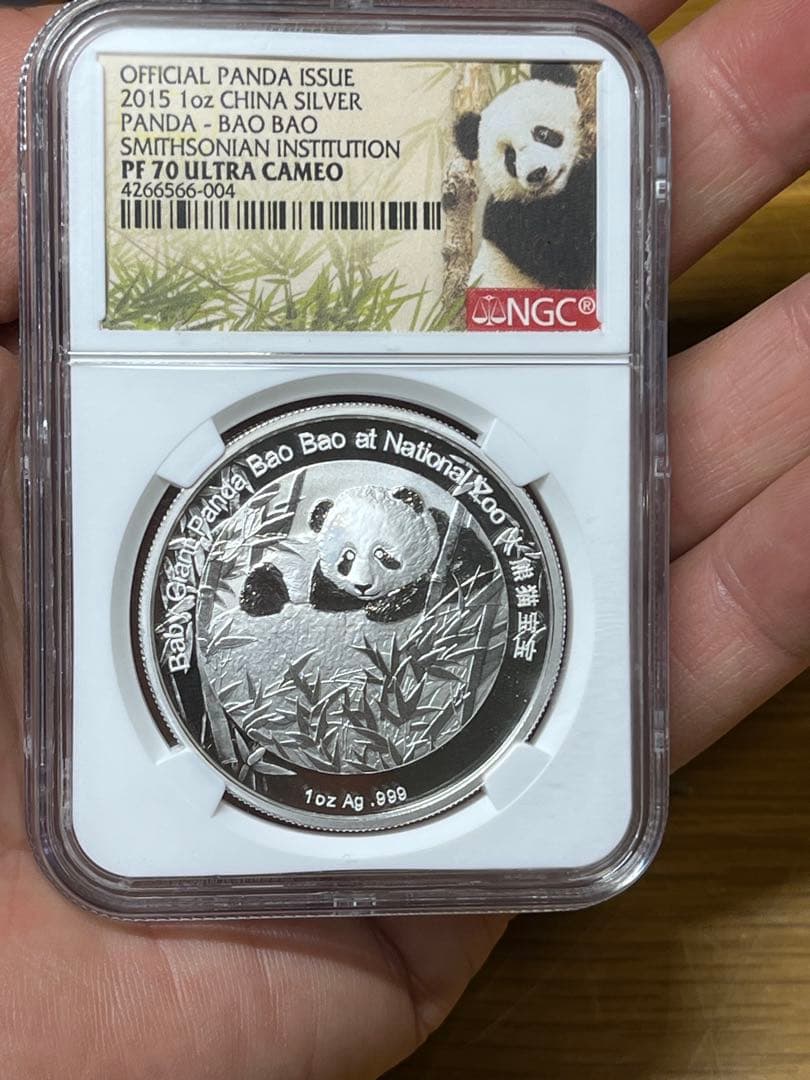 OFFICIAL PANDA ISSUE
2015 1oz CHINA SILVER
PANDA - BAO BAO
SMITHSONIAN INSTITUTION
PF 70 ULTRA CAMEO
4266566-004
NGC®
Baby Giant Panda Bao Bao at National Zoo 大熊猫宝宝
1oz Ag .999